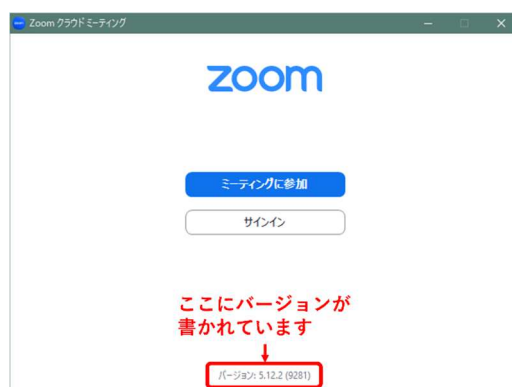 zoom Zoom クラウド ミーティング
zoom
ミーティングに参加
サインイン
ここにバージョンが
書かれています
バージョン: 5.12.2 (9281)